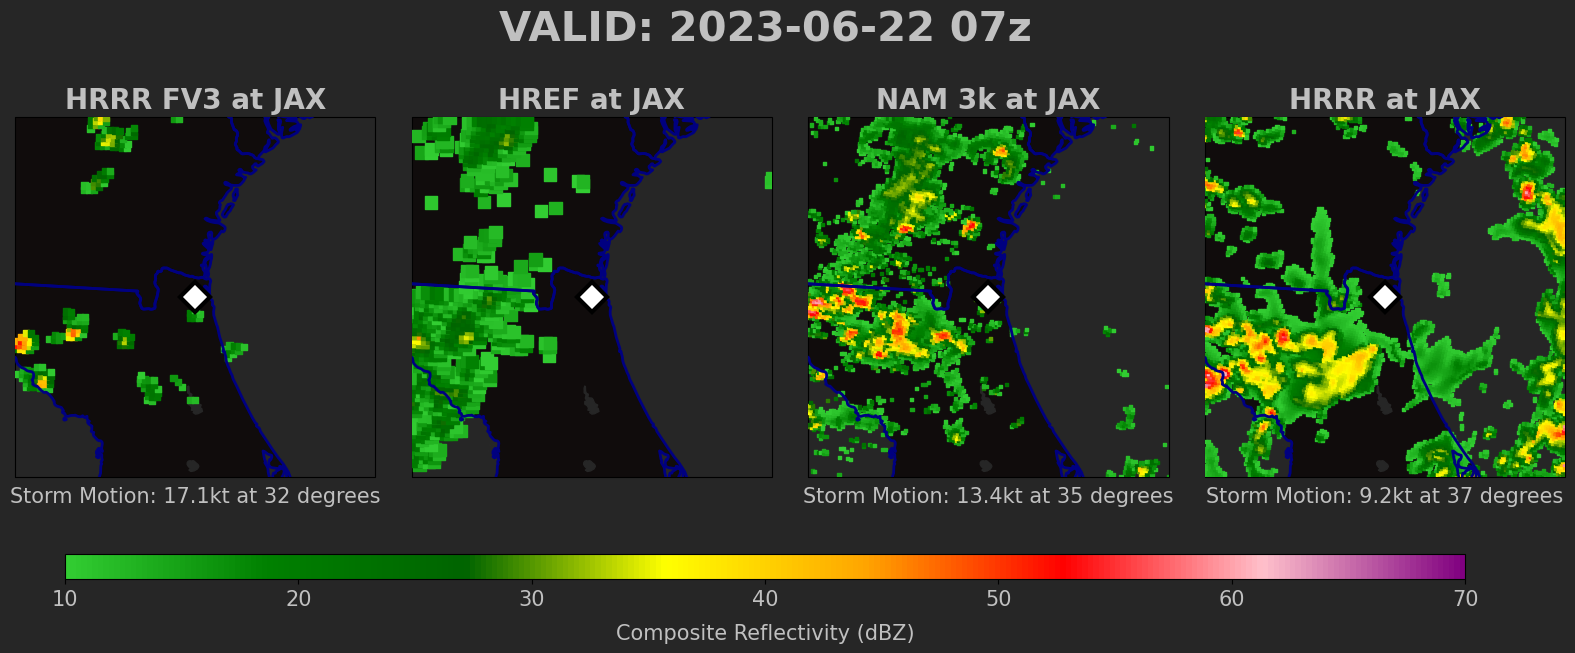 VALID: 2023-06-22 07z
HRRR FV3 at JAX
HREF at JAX
NAM 3k at JAX
HRRR at JAX
Storm Motion: 17.1kt at 32 degrees
Storm Motion: 13.4kt at 35 degrees
Storm Motion: 9.2kt at 37 degrees
10 20 30 40 50 60 70
Composite Reflectivity (dBZ)